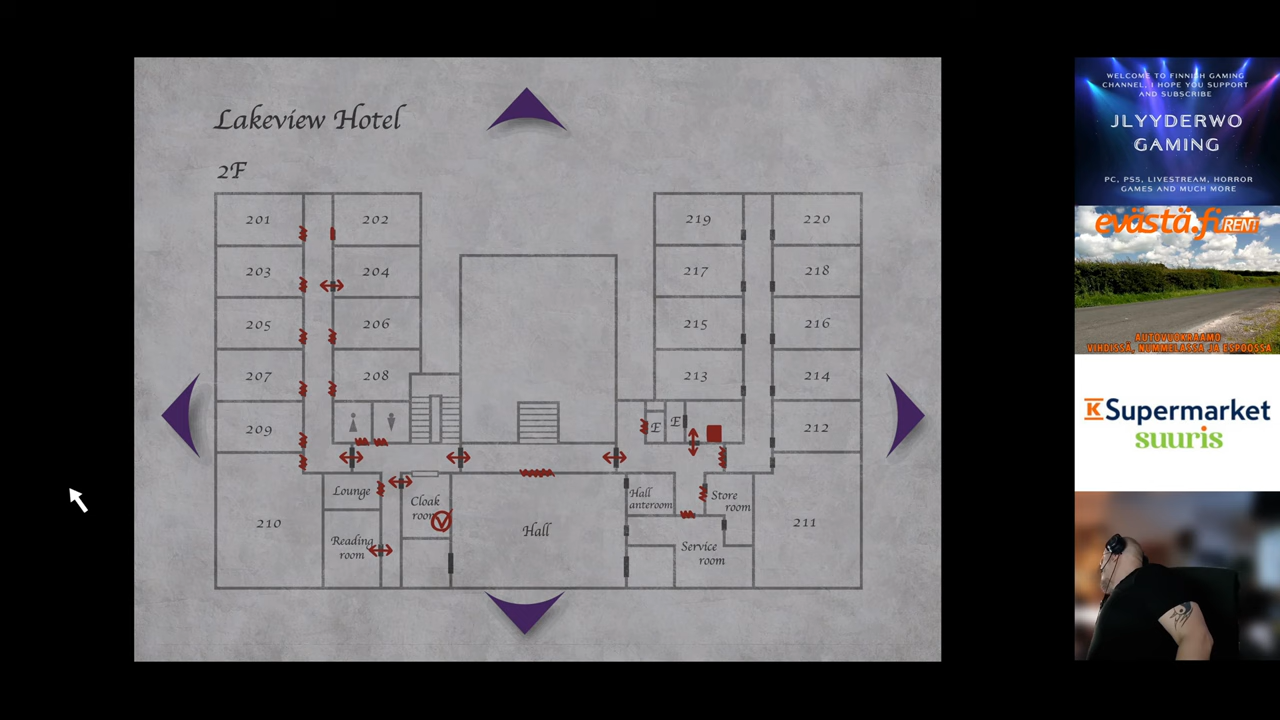 Lakeview Hotel
2F
201
202
203
204
205
206
207
208
209
210
219
220
217
218
215
216
213
214
212
211
E
E
Lounge
Reading
room
Cloak
room
V
Hall
Hall
anteroom
Store
room
Service
room
WELCOME TO FINNISH GAMING
CHANNEL, I HOPE YOU SUPPORT
AND SUBSCRIBE
JLYYDERWO
GAMING
PC, PS5, LIVESTREAM, HORROR
GAMES AND MUCH MORE
evästä.fi RENT
AUTOVUOKRAAMO
VIHDISSÄ, NUMMELASSA JA ESPOOSSA
K Supermarket
suuris